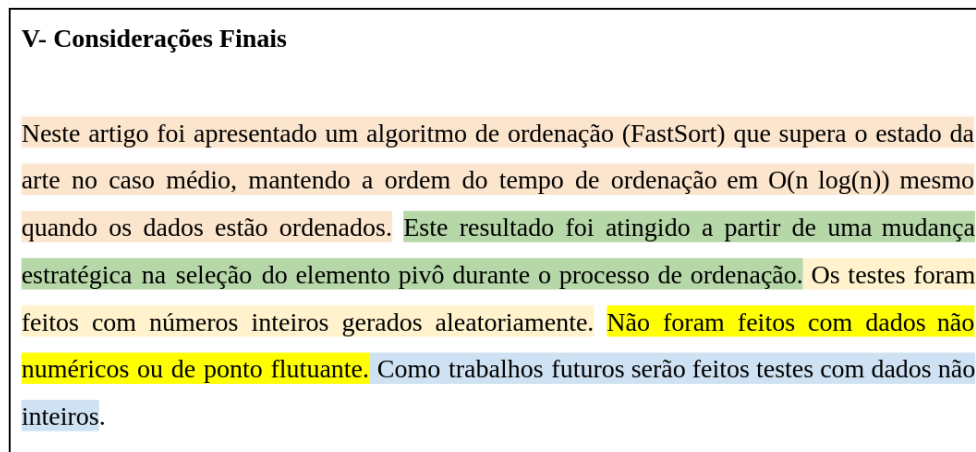 V- Considerações Finais
Neste artigo foi apresentado um algoritmo de ordenação (FastSort) que supera o estado da
arte no caso médio, mantendo a ordem do tempo de ordenação em O(n log(n)) mesmo
quando os dados estão ordenados. Este resultado foi atingido a partir de uma mudança
estratégica na seleção do elemento pivô durante o processo de ordenação. Os testes foram
feitos com números inteiros gerados aleatoriamente. Não foram feitos com dados não
numéricos ou de ponto flutuante. Como trabalhos futuros serão feitos testes com dados não
inteiros.